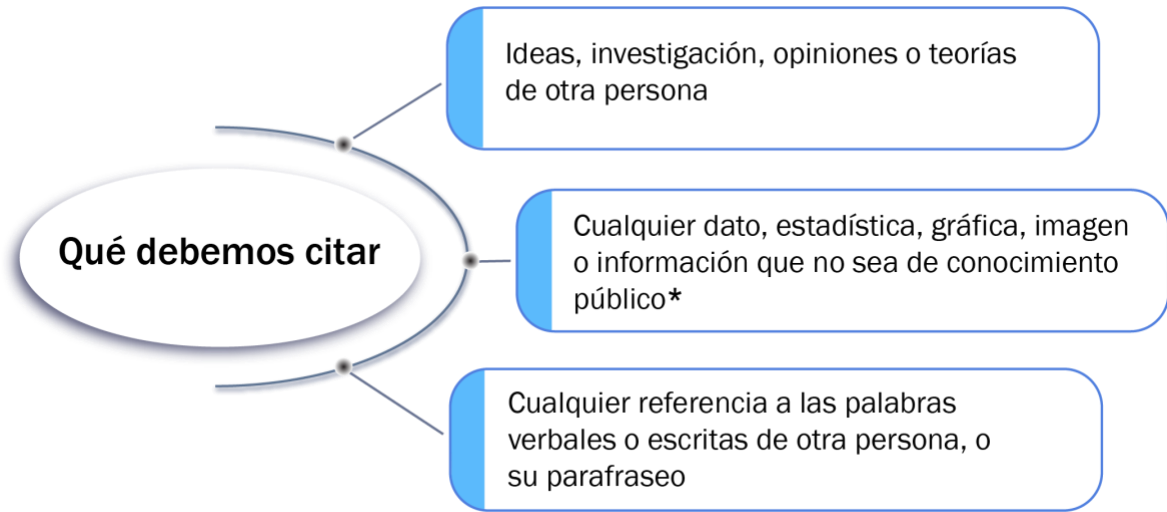 Ideas, investigación, opiniones o teorías
de otra persona
Qué debemos citar
Cualquier dato, estadística, gráfica, imagen
o información que no sea de conocimiento
público*
Cualquier referencia a las palabras
verbales o escritas de otra persona, o
su parafraseo